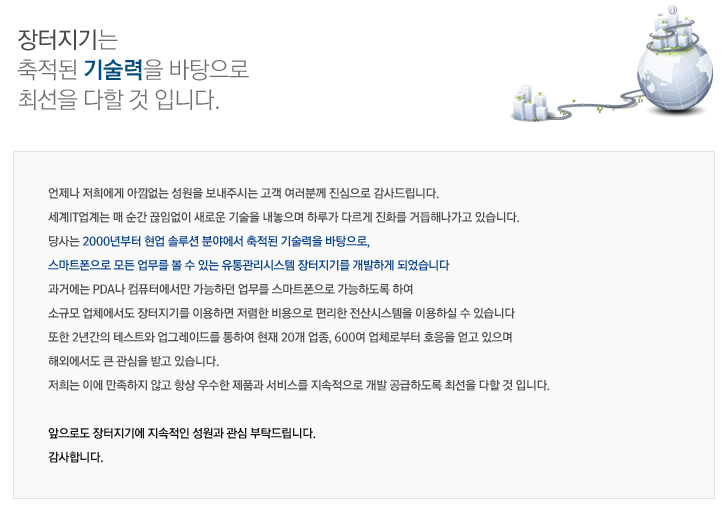 장터지기는
축적된 기술력을 바탕으로
최선을 다할 것 입니다.
언제나 저희에게 아낌없는 성원을 보내주시는 고객 여러분께 진심으로 감사드립니다.
세계IT업계는 매 순간 끊임없이 새로운 기술을 내놓으며 하루가 다르게 진화를 거듭해나가고 있습니다.
당사는 2000년부터 현업 솔루션 분야에서 축적된 기술력을 바탕으로,
스마트폰으로 모든 업무를 볼 수 있는 유통관리시스템 장터지기를 개발하게 되었습니다
과거에는 PDA나 컴퓨터에서만 가능하던 업무를 스마트폰으로 가능하도록 하여
소규모 업체에서도 장터지기를 이용하면 저렴한 비용으로 편리한 전산시스템을 이용하실 수 있습니다
또한 2년간의 테스트와 업그레이드를 통하여 현재 20개 업종, 600여 업체로부터 호응을 얻고 있으며
해외에서도 큰 관심을 받고 있습니다.
저희는 이에 만족하지 않고 항상 우수한 제품과 서비스를 지속적으로 개발 공급하도록 최선을 다할 것 입니다.
앞으로도 장터지기에 지속적인 성원과 관심 부탁드립니다.
감사합니다.